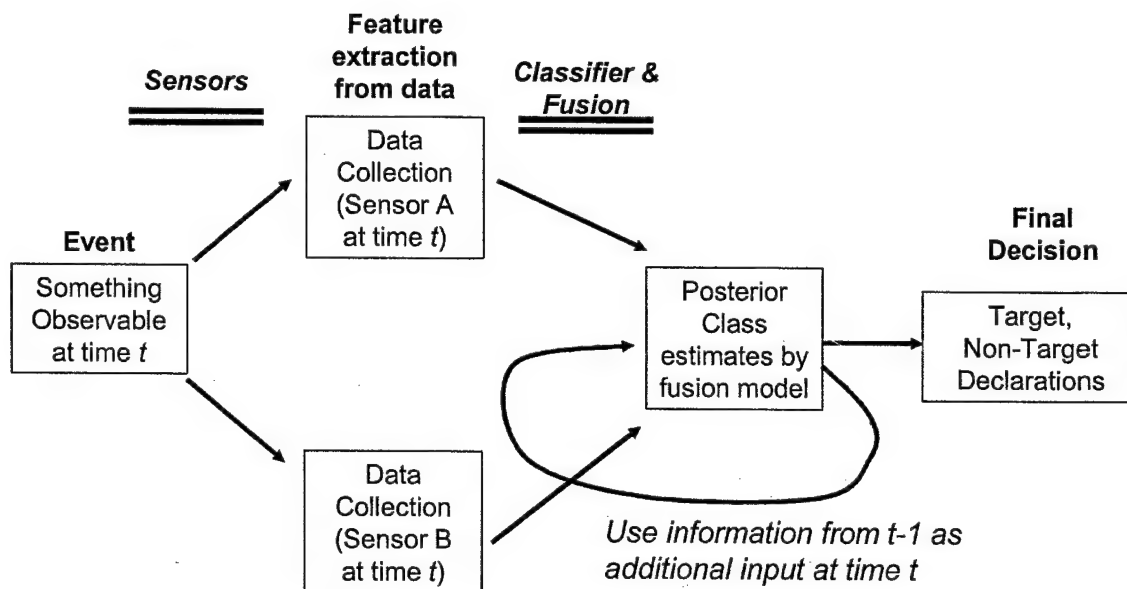 Feature
extraction
from data
Sensors
Classifier &
Fusion
Data
Collection
(Sensor A
at time t)
Event
Something
Observable
at time t
Final
Decision
Posterior
Class
estimates by
fusion model
Target,
Non-Target
Declarations
Data
Collection
(Sensor B
at time t)
Use information from t-1 as
additional input at time t